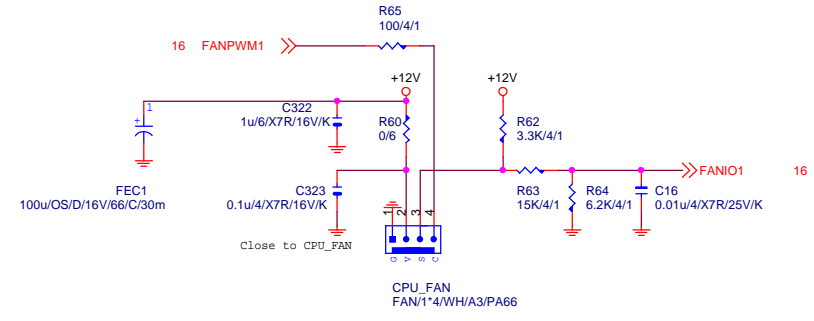 R65
100/4/1
16 FANPWM1
+12V
+12V
1
+
C322
1u/6/X7R/16V/K
R60
0/6
R62
3.3K/4/1
FANIO1 16
FEC1
100u/OS/D/16V/66/C/30m
C323
0.1u/4/X7R/16V/K
R63
15K/4/1
R64
6.2K/4/1
C16
0.01u/4/X7R/25V/K
1 2 3 4
Close to CPU_FAN
G V S C
CPU_FAN
FAN/1*4/WH/A3/PA66